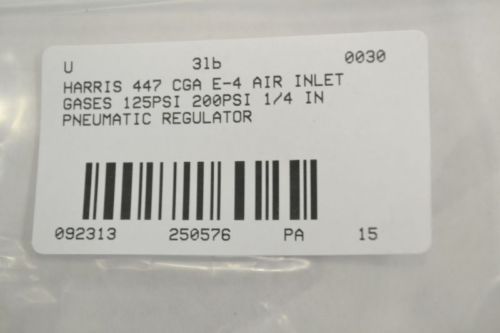 U 3lb 0030
HARRIS 447 CGA E-4 AIR INLET
GASES 125PSI 200PSI 1/4 IN
PNEUMATIC REGULATOR
092313 250576 PA 15